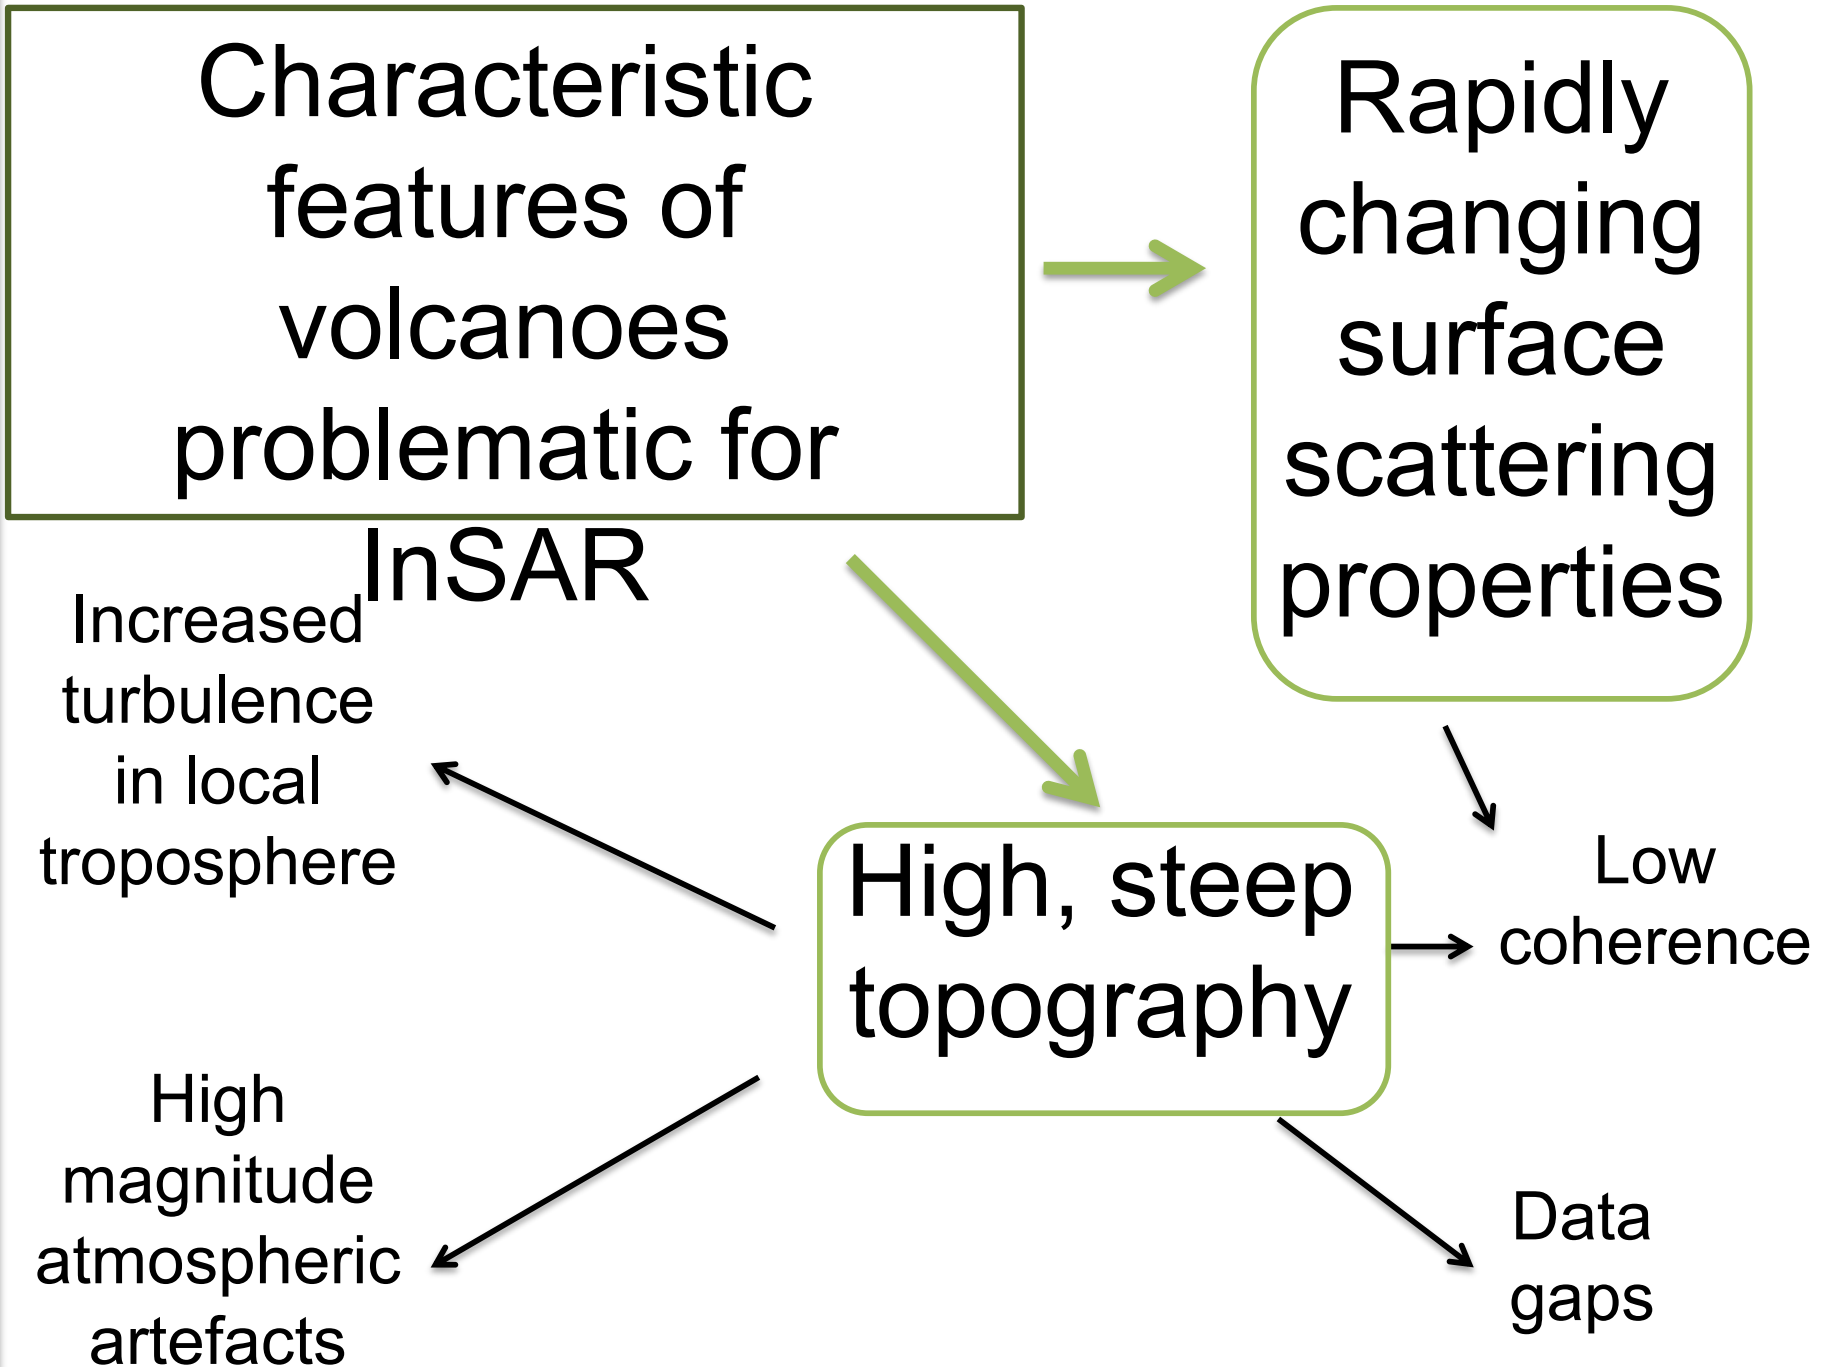 Characteristic
features of
volcanoes
problematic for
InSAR
Rapidly
changing
surface
scattering
properties
Increased
turbulence
in local
troposphere
High, steep
topography
Low
coherence
High
magnitude
atmospheric
artefacts
Data
gaps